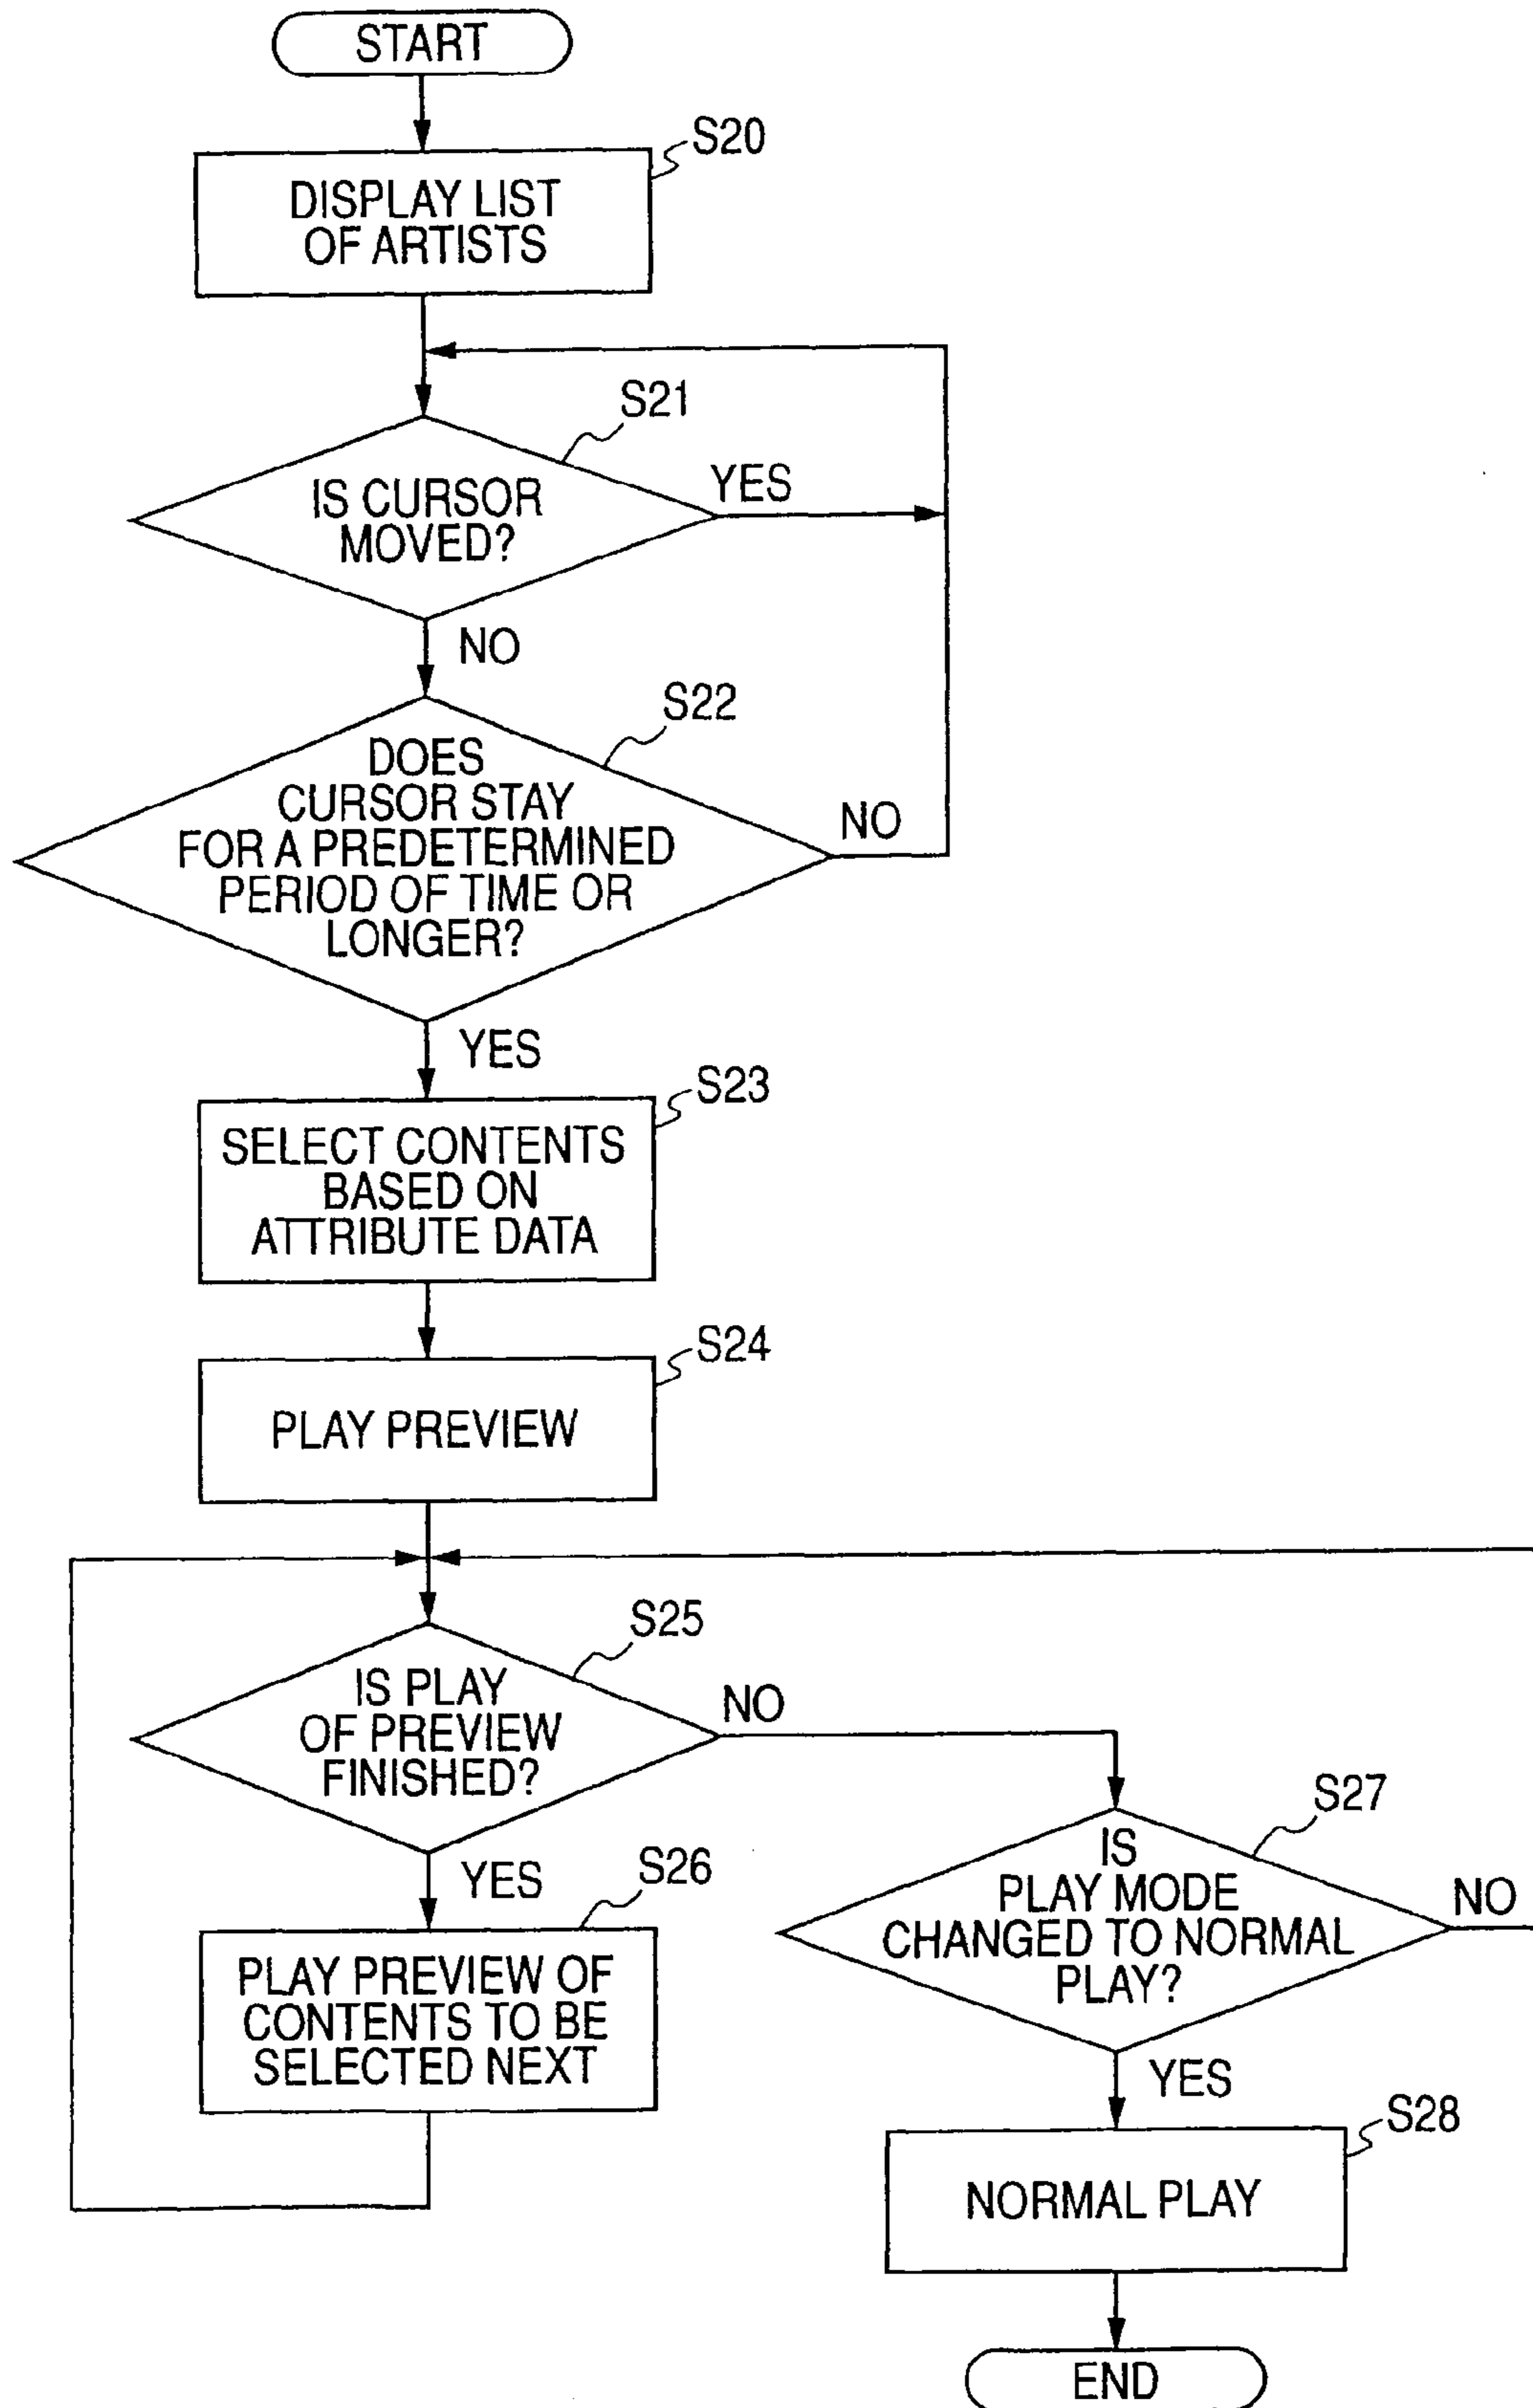 START
S20
DISPLAY LIST
OF ARTISTS
S21
IS CURSOR
MOVED?
YES
NO
S22
DOES
CURSOR STAY
FOR A PREDETERMINED
PERIOD OF TIME OR
LONGER?
NO
YES
S23
SELECT CONTENTS
BASED ON
ATTRIBUTE DATA
S24
PLAY PREVIEW
S25
IS PLAY
OF PREVIEW
FINISHED?
NO
YES
S26
PLAY PREVIEW OF
CONTENTS TO BE
SELECTED NEXT
S27
IS
PLAY MODE
CHANGED TO NORMAL
PLAY?
NO
YES
S28
NORMAL PLAY
END